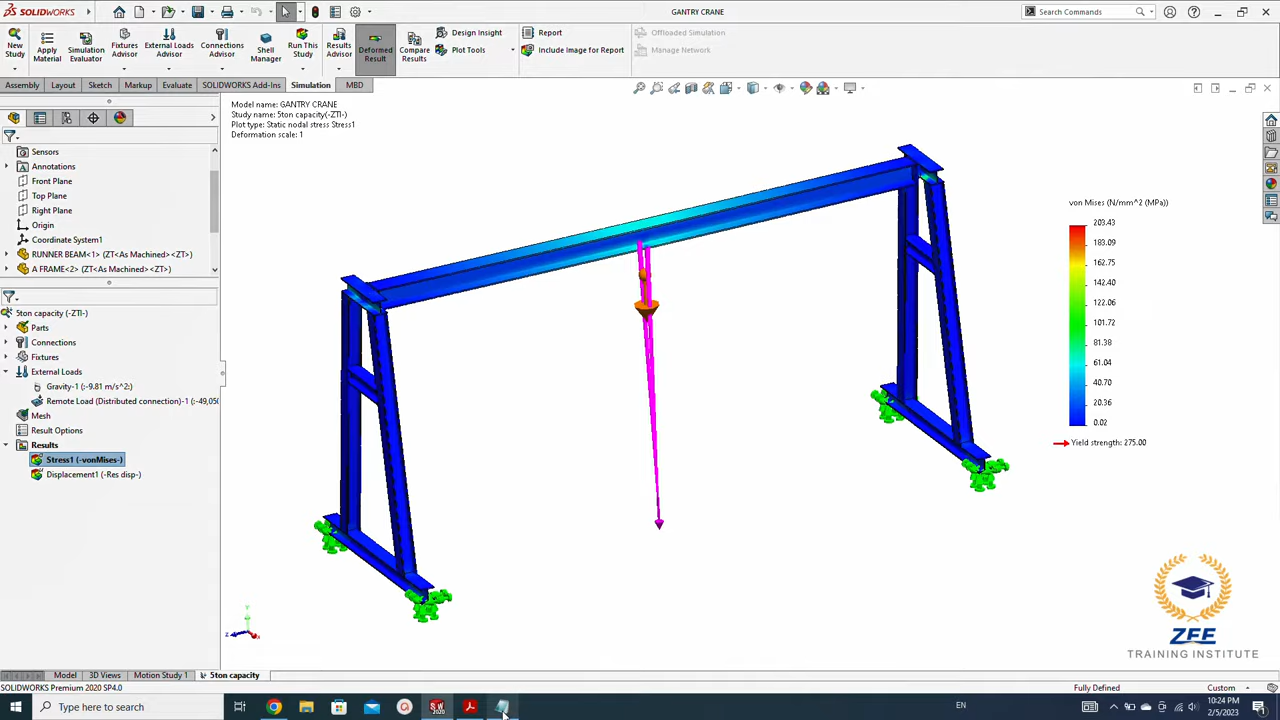 SOLIDWORKS
GANTRY CRANE
Search Commands
New Study
Apply Material
Simulation Evaluator
Fixtures Advisor
External Loads Advisor
Connections Advisor
Shell Manager
Run This Study
Results Advisor
Deformed Result
Compare Results
Design Insight
Plot Tools
Report
Include Image for Report
Offloaded Simulation
Manage Network
Assembly
Layout
Sketch
Markup
Evaluate
SOLIDWORKS Add-Ins
Simulation
MBD
Model name: GANTRY CRANE
Study name: 5ton capacity(-ZTI-)
Plot type: Static nodal stress Stress1
Deformation scale: 1
Sensors
Annotations
Front Plane
Top Plane
Right Plane
Origin
Coordinate System1
RUNNER BEAM<1> (ZT<As Machined><ZT>)
A FRAME<2> (ZT<As Machined><ZT>)
5ton capacity (-ZTI-)
Parts
Connections
Fixtures
External Loads
Gravity-1 (:-9.81 m/s^2:)
Remote Load (Distributed connection)-1 (:-49,050
Mesh
Result Options
Results
Stress1 (-vonMises-)
Displacement1 (-Res disp-)
von Mises (N/mm^2 (MPa))
203.43
183.09
162.75
142.40
122.06
101.72
81.38
61.04
40.70
20.36
0.02
Yield strength: 275.00
ZFE
TRAINING INSTITUTE
Model
3D Views
Motion Study 1
5ton capacity
SOLIDWORKS Premium 2020 SP4.0
Fully Defined
Custom
Type here to search
EN
10:24 PM
2/5/2023